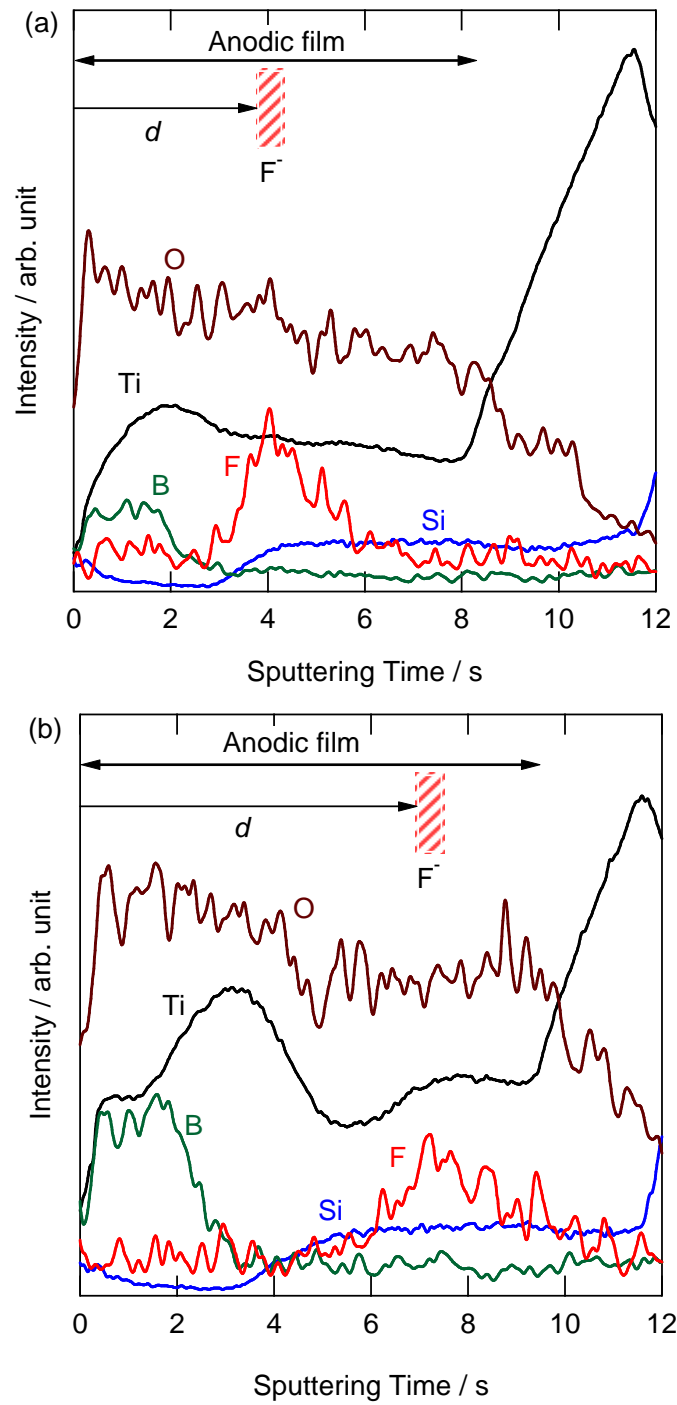 (a)
Anodic film
d
F-
O
Ti
F
B
Si
Intensity / arb. unit
0 2 4 6 8 10 12
Sputtering Time / s
(b)
Anodic film
d
F-
O
Ti
B
F
Si
Intensity / arb. unit
0 2 4 6 8 10 12
Sputtering Time / s